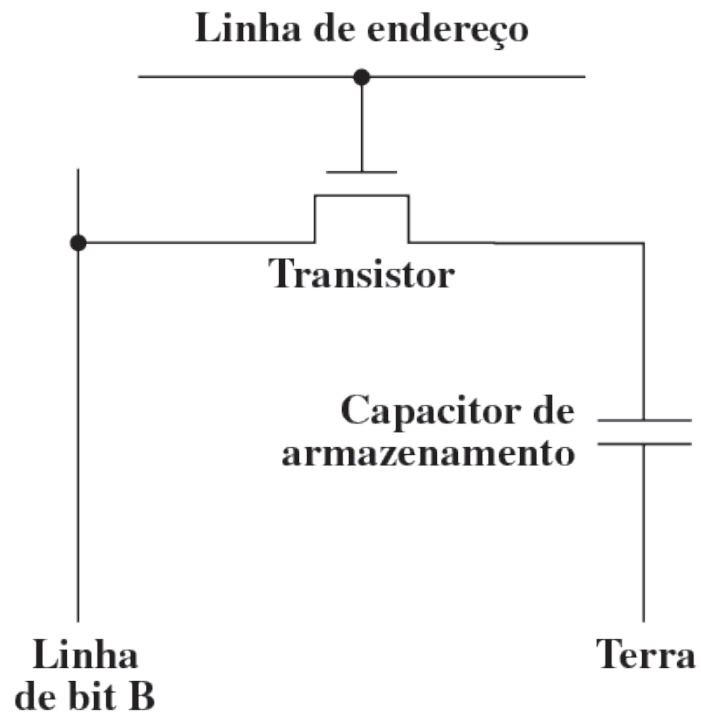 Linha de endereço
Transistor
Capacitor de
armazenamento
Linha
de bit B
Terra